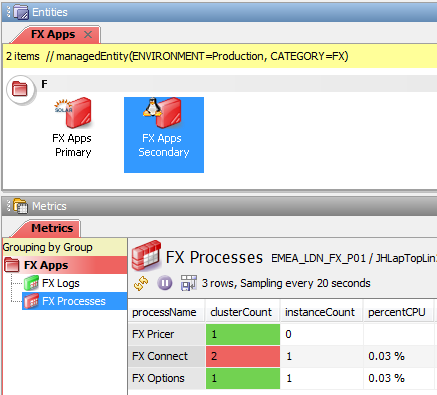 Entities
FX Apps
2 items // managedEntity(ENVIRONMENT=Production, CATEGORY=FX)
F
SOLAR
FX Apps Primary
FX Apps Secondary
Metrics
Metrics
Grouping by Group
FX Apps
FX Logs
FX Processes
FX Processes EMEA_LDN_FX_P01 / JHLapTopLin
3 rows, Sampling every 20 seconds
processName clusterCount instanceCount percentCPU
FX Pricer 1 0
FX Connect 2 1 0.03 %
FX Options 1 1 0.03 %